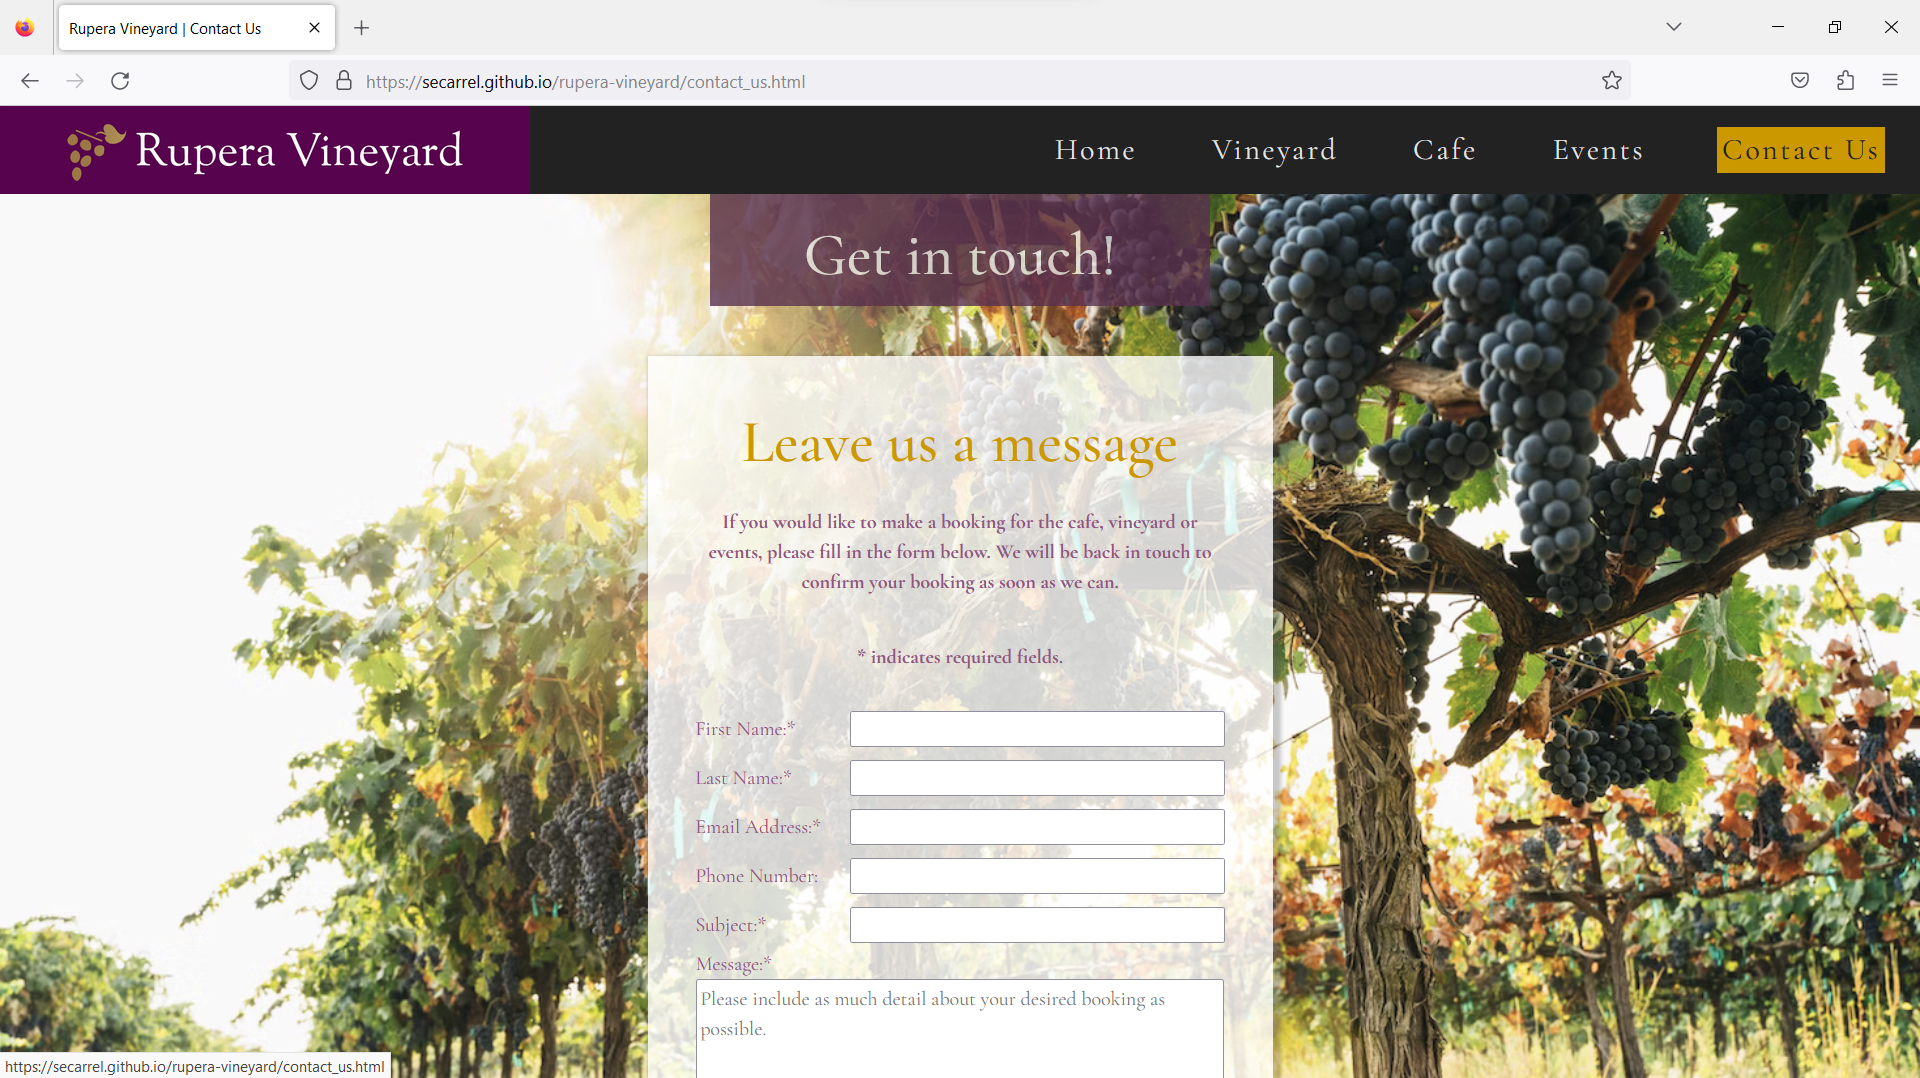 Rupera Vineyard | Contact Us
https://secarrel.github.io/rupera-vineyard/contact_us.html
Rupera Vineyard
Home
Vineyard
Cafe
Events
Contact Us
Get in touch!
Leave us a message
If you would like to make a booking for the cafe, vineyard or
events, please fill in the form below. We will be back in touch to
confirm your booking as soon as we can.
* indicates required fields.
First Name:*
Last Name:*
Email Address:*
Phone Number:
Subject:*
Message:*
Please include as much detail about your desired booking as
possible.
https://secarrel.github.io/rupera-vineyard/contact_us.html